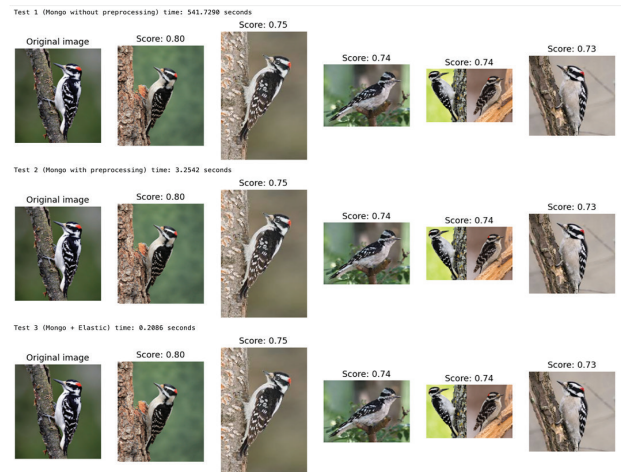 Test 1 (Mongo without preprocessing) time: 541.7290 seconds
Original image
Score: 0.80
Score: 0.75
Score: 0.74
Score: 0.74
Score: 0.73
Test 2 (Mongo with preprocessing) time: 3.2542 seconds
Original image
Score: 0.80
Score: 0.75
Score: 0.74
Score: 0.74
Score: 0.73
Test 3 (Mongo + Elastic) time: 0.2086 seconds
Original image
Score: 0.80
Score: 0.75
Score: 0.74
Score: 0.74
Score: 0.73